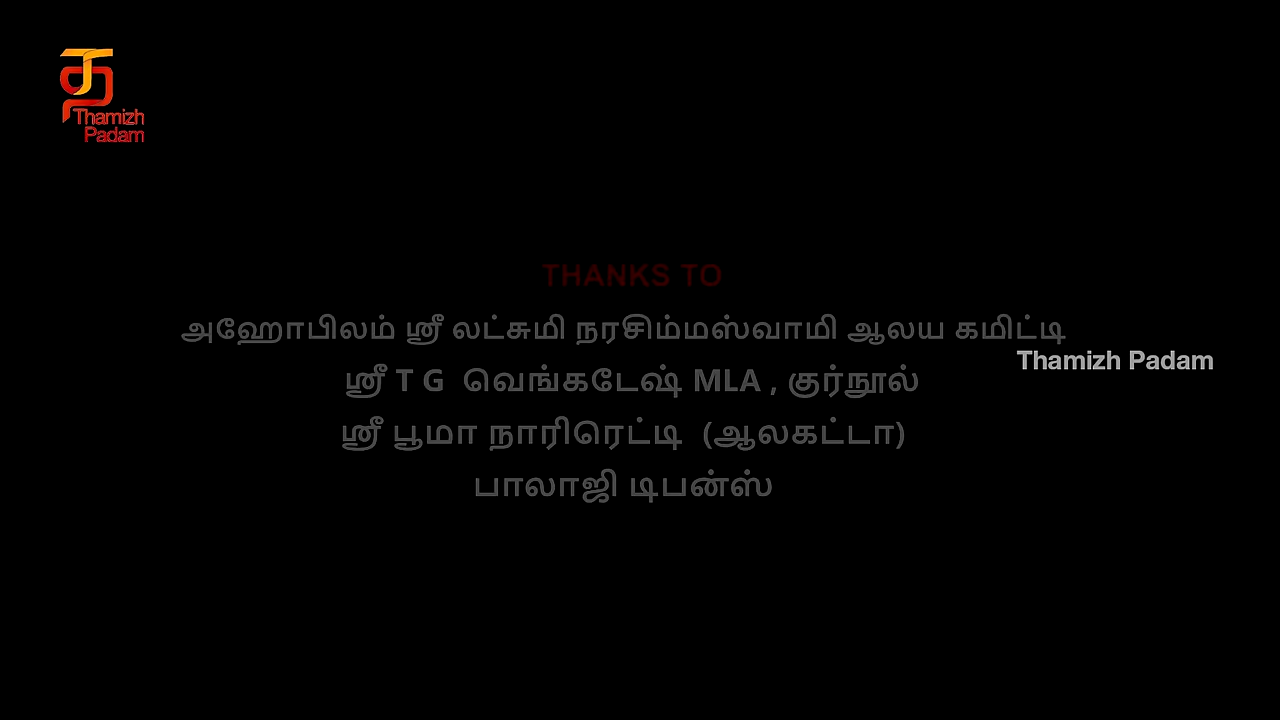 த
Thamizh
Padam
THANKS TO
அஹோபிலம் ஸ்ரீ லட்சுமி நரசிம்மஸ்வாமி ஆலய கமிட்டி
Thamizh Padam
ஸ்ரீ T G வெங்கடேஷ் MLA , குர்நூல்
ஸ்ரீ பூமா நாரிரெட்டி (ஆலகட்டா)
பாலாஜி டிபன்ஸ்